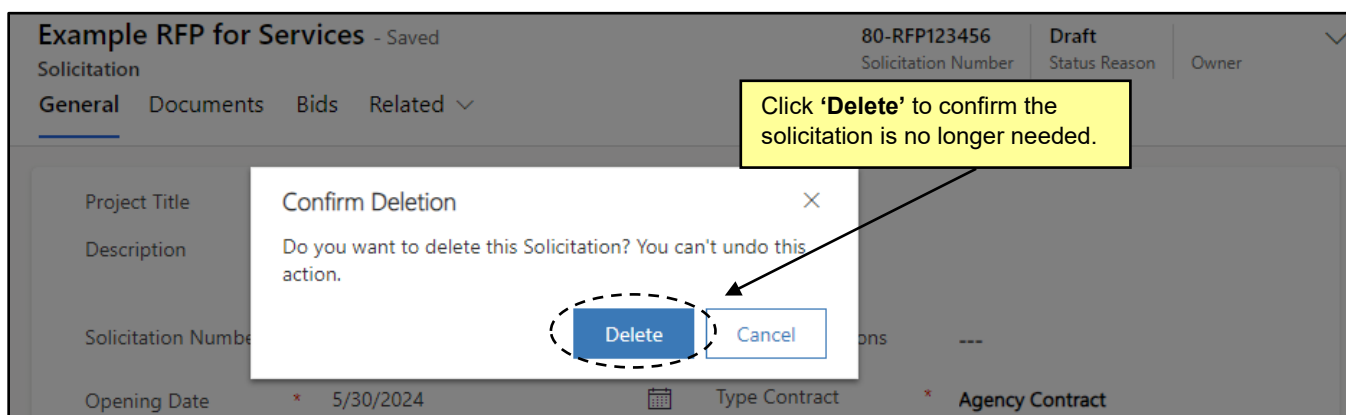 Example RFP for Services - Saved
Solicitation
80-RFP123456
Solicitation Number
Draft
Status Reason
Owner
General Documents Bids Related
Click 'Delete' to confirm the
solicitation is no longer needed.
Project Title
Description
Confirm Deletion
Do you want to delete this Solicitation? You can't undo this
action.
Delete Cancel
Solicitation Numbe
ons ---
Opening Date * 5/30/2024 Type Contract * Agency Contract